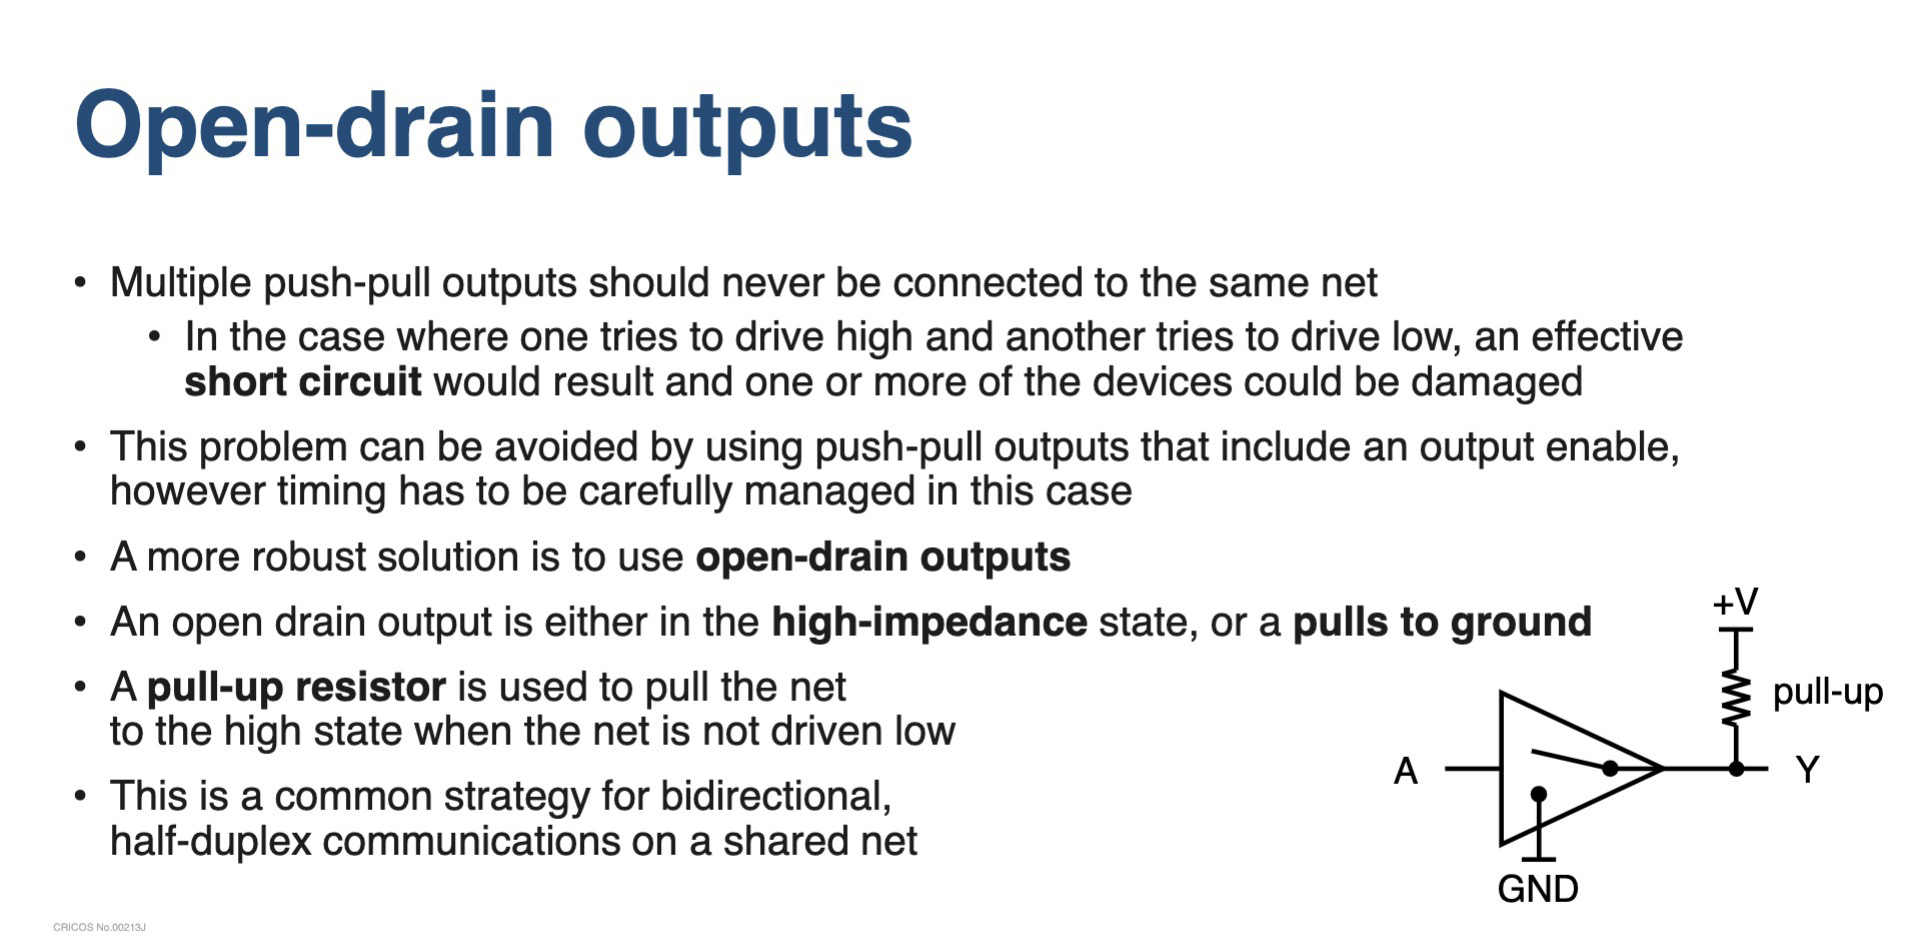 Open-drain outputs
• Multiple push-pull outputs should never be connected to the same net
• In the case where one tries to drive high and another tries to drive low, an effective
short circuit would result and one or more of the devices could be damaged
• This problem can be avoided by using push-pull outputs that include an output enable,
however timing has to be carefully managed in this case
• A more robust solution is to use open-drain outputs
• An open drain output is either in the high-impedance state, or a pulls to ground
• A pull-up resistor is used to pull the net
to the high state when the net is not driven low
• This is a common strategy for bidirectional,
half-duplex communications on a shared net
+V
pull-up
A
Y
GND
CRICOS No.00213J